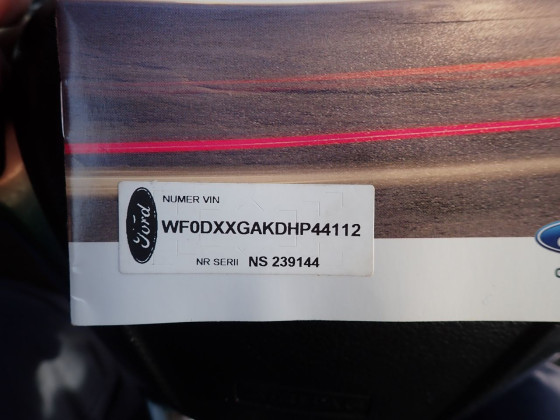 NUMER VIN
Ford
WF0DXXGAKDHP44112
NR SERII NS 239144